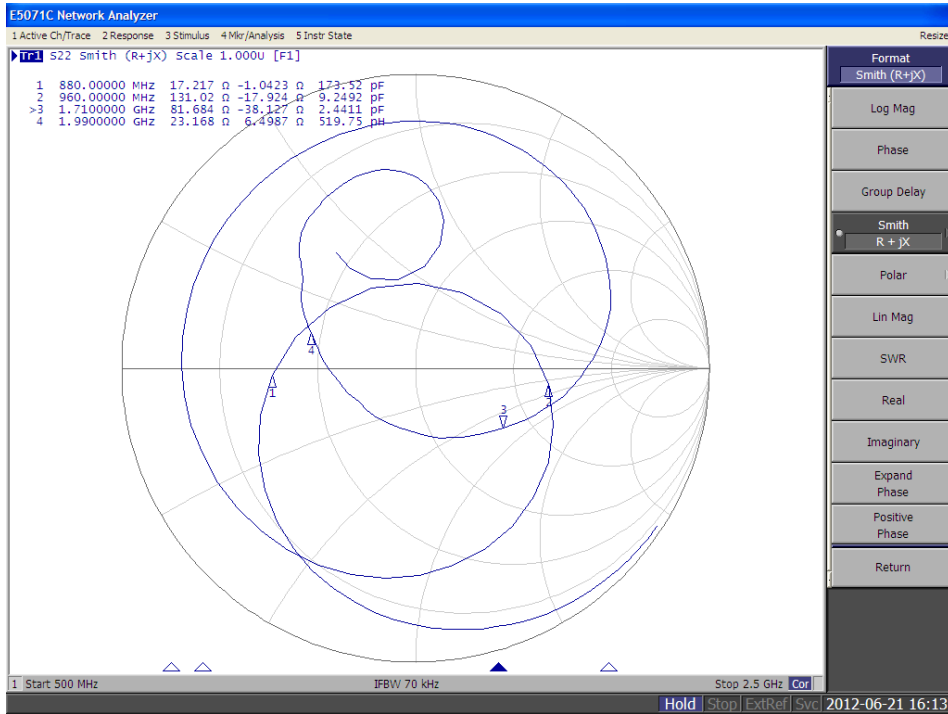 E5071C Network Analyzer
1 Active Ch/Trace 2 Response 3 Stimulus 4 Mkr/Analysis 5 Instr State
Resize
Tr1 S22 Smith (R+jX) Scale 1.000U [F1]
1 880.00000 MHz 17.217 Ω -1.0423 Ω 173.52 pF
2 960.00000 MHz 131.02 Ω -17.924 Ω 9.2492 pF
>3 1.7100000 GHz 81.684 Ω -38.127 Ω 2.4411 pF
4 1.9900000 GHz 23.168 Ω 6.4987 Ω 519.75 pH
4
1
2
3
Format
Smith (R+jX)
Log Mag
Phase
Group Delay
Smith
R + jX
Polar
Lin Mag
SWR
Real
Imaginary
Expand
Phase
Positive
Phase
Return
1 Start 500 MHz
IFBW 70 kHz
Stop 2.5 GHz Cor
Hold Stop ExtRef Svc 2012-06-21 16:13